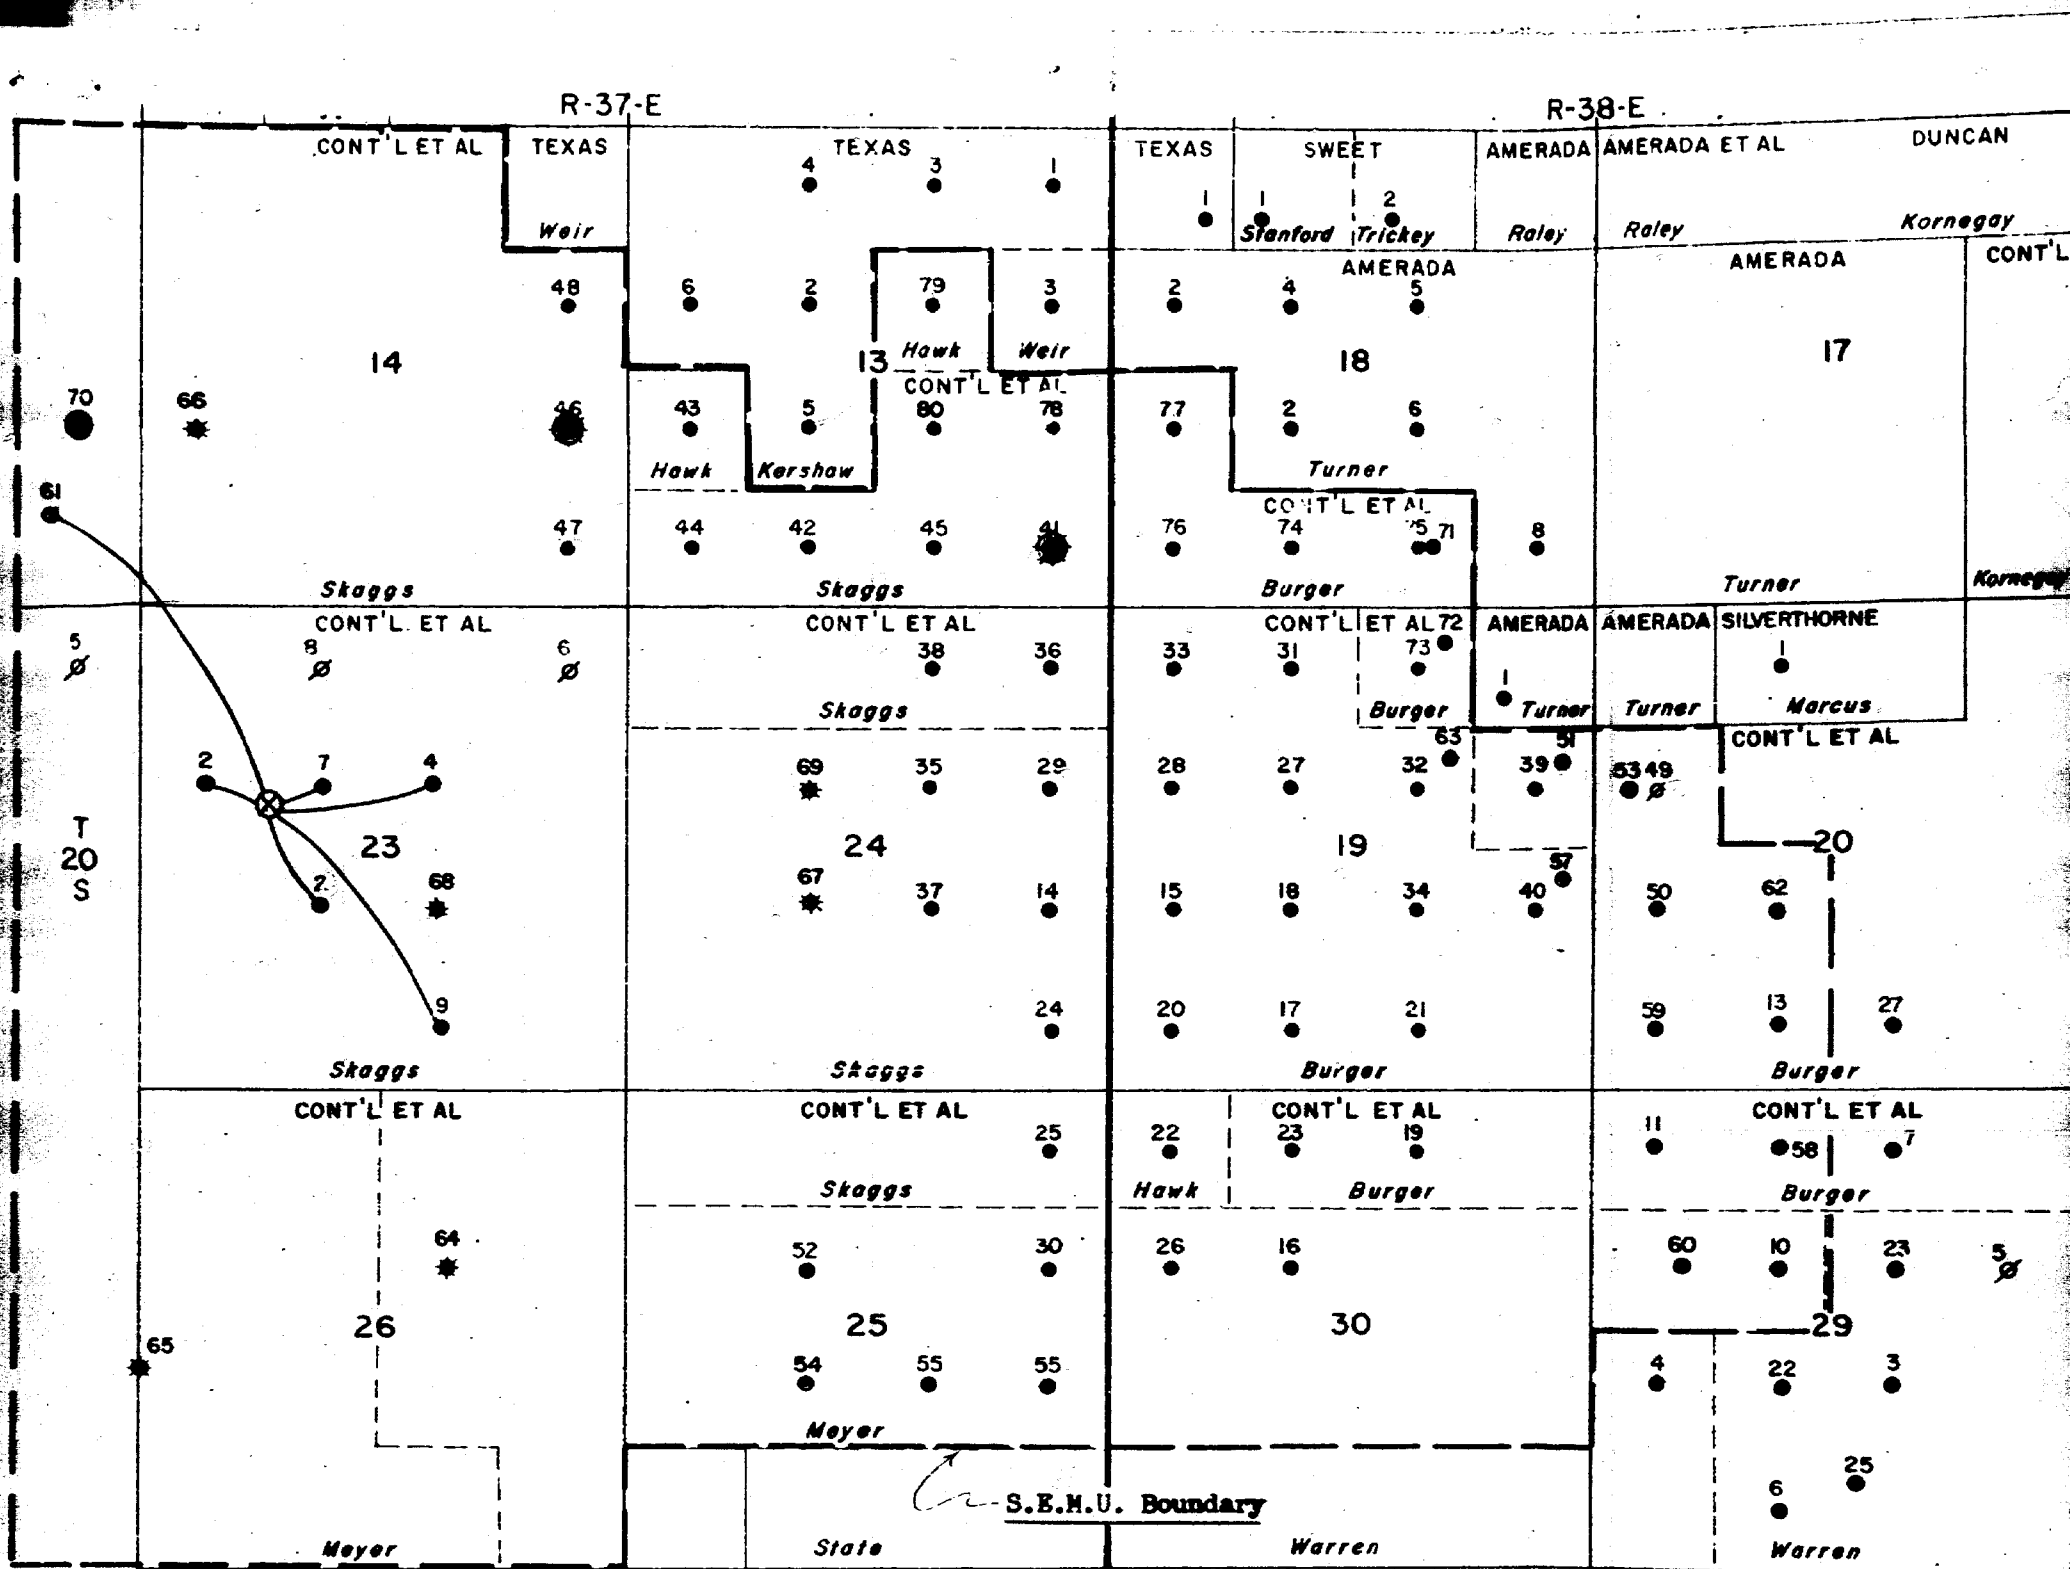 R-37-E R-38-E
CONT'L ET AL TEXAS TEXAS TEXAS SWEET AMERADA AMERADA ET AL DUNCAN
4 3 1
1 1 2
Weir Stanford Trickey Raley Raley Kornegay
AMERADA AMERADA CONT'L
48 6 2 79 3 2 4 5
14 13 Hawk Weir 18 17
CONT'L ET AL
70 66 46 43 5 80 78 77 2 6
Hawk Kershaw Turner
61 CONT'L ET AL
47 44 42 45 41 76 74 75 71 8
Skaggs Skaggs Burger Turner Kornegay
CONT'L ET AL CONT'L ET AL CONT'L ET AL 72 AMERADA AMERADA SILVERTHORNE
5 8 6 38 36 33 31 73 1 1
Skaggs Burger Turner Turner Marcus
63 51 CONT'L ET AL
2 7 4 69 35 29 28 27 32 39 53 49
T
20
S
23 24 19 20
2 68 67 37 14 15 18 34 40 57 50 62
9 24 20 17 21 59 13 27
Skaggs Skaggs Burger Burger
CONT'L ET AL CONT'L ET AL CONT'L ET AL CONT'L ET AL
25 22 23 19 11 58 7
Skaggs Hawk Burger Burger
64 52 30 26 16 60 10 23 5
26 25 30 29
65 54 55 55 4 22 3
Meyer
25
S.E.M.U. Boundary 6
Meyer State Warren Warren